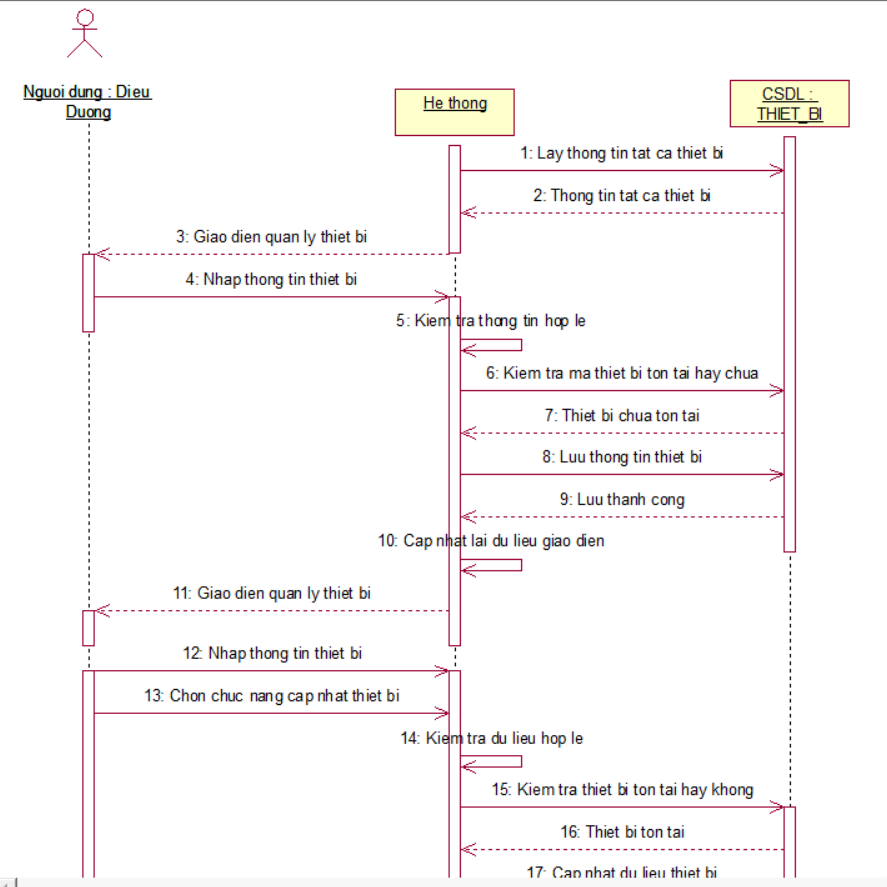 Nguoi dung : Dieu
Duong
He thong
CSDL :
THIET_BI
1: Lay thong tin tat ca thiet bi
2: Thong tin tat ca thiet bi
3: Giao dien quan ly thiet bi
4: Nhap thong tin thiet bi
5: Kiem tra thong tin hop le
6: Kiem tra ma thiet bi ton tai hay chua
7: Thiet bi chua ton tai
8: Luu thong tin thiet bi
9: Luu thanh cong
10: Cap nhat lai du lieu giao dien
11: Giao dien quan ly thiet bi
12: Nhap thong tin thiet bi
13: Chon chuc nang cap nhat thiet bi
14: Kiem tra du lieu hop le
15: Kiem tra thiet bi ton tai hay khong
16: Thiet bi ton tai
17: Cap nhat du lieu thiet bi